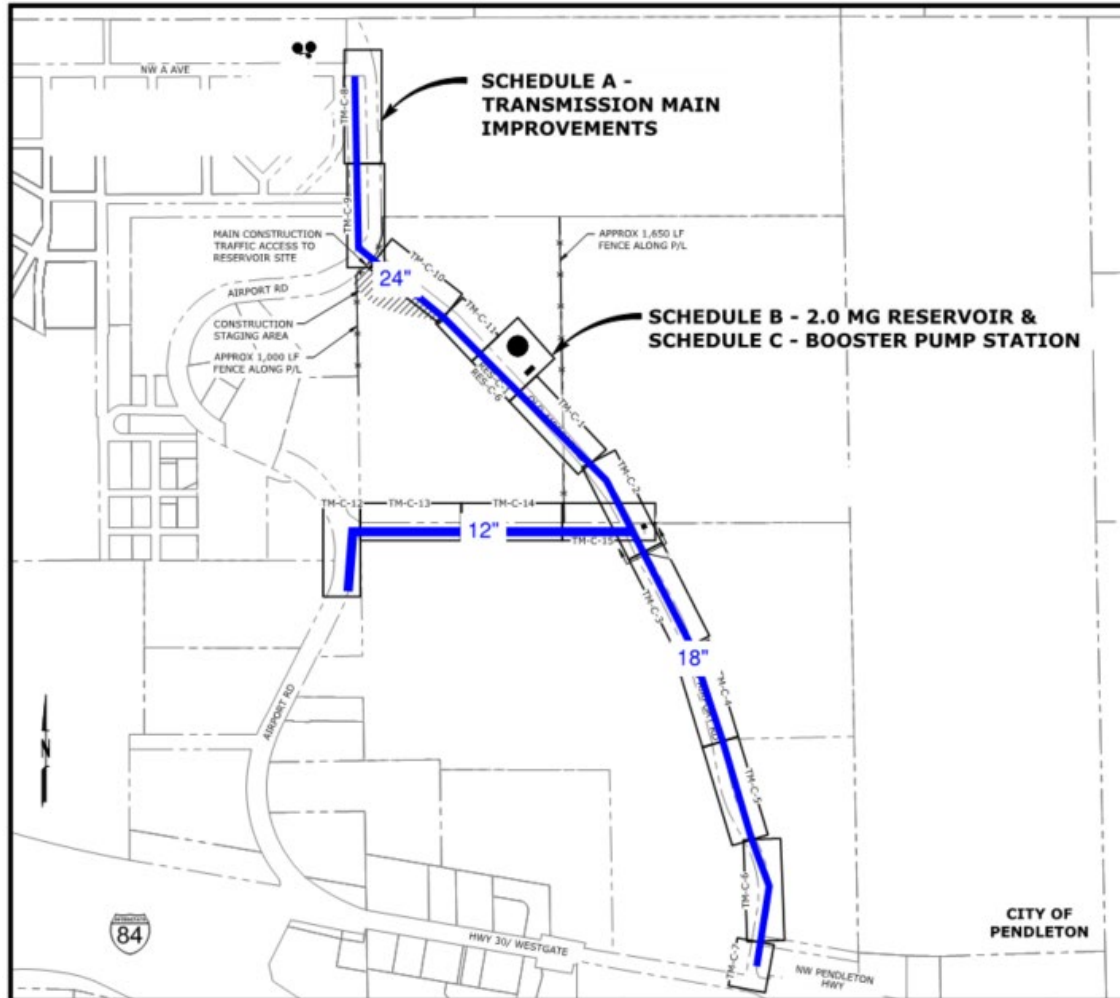 NW A AVE
TM-C-8
SCHEDULE A -
TRANSMISSION MAIN
IMPROVEMENTS
TM-C-9
MAIN CONSTRUCTION
TRAFFIC ACCESS TO
RESERVOIR SITE
APPROX 1,650 LF
FENCE ALONG P/L
TM-C-10
24"
AIRPORT RD
CONSTRUCTION
STAGING AREA
TM-C-11
SCHEDULE B - 2.0 MG RESERVOIR &
SCHEDULE C - BOOSTER PUMP STATION
APPROX 1,000 LF
FENCE ALONG P/L
RES-C-1
RES-C-6
TM-C-1
TM-C-2
TM-C-12
TM-C-13
TM-C-14
12"
TM-C-15
TM-C-3
18"
M-C-4
AIRPORT RD
N
TM-C-5
TM-C-6
INTERSTATE
84
HWY 30/ WESTGATE
CITY OF
PENDLETON
TM-C-7
NW PENDLETON
HWY